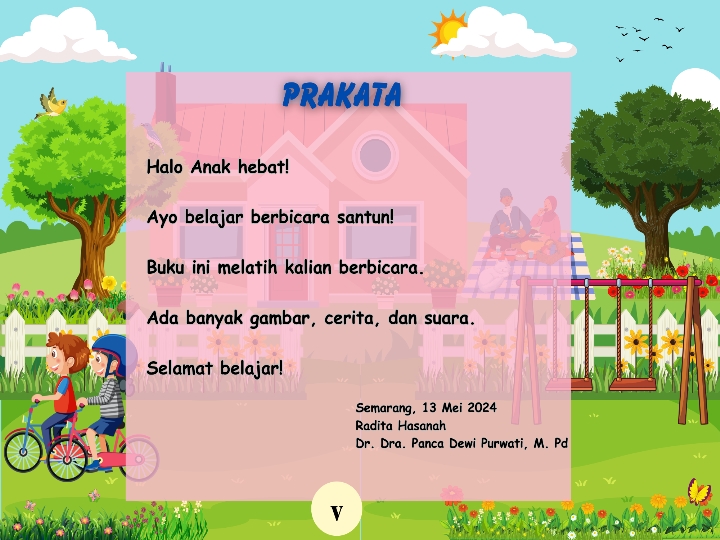 PRAKATA
Halo Anak hebat!
Ayo belajar berbicara santun!
Buku ini melatih kalian berbicara.
Ada banyak gambar, cerita, dan suara.
Selamat belajar!
Semarang, 13 Mei 2024
Radita Hasanah
Dr. Dra. Panca Dewi Purwati, M. Pd
v